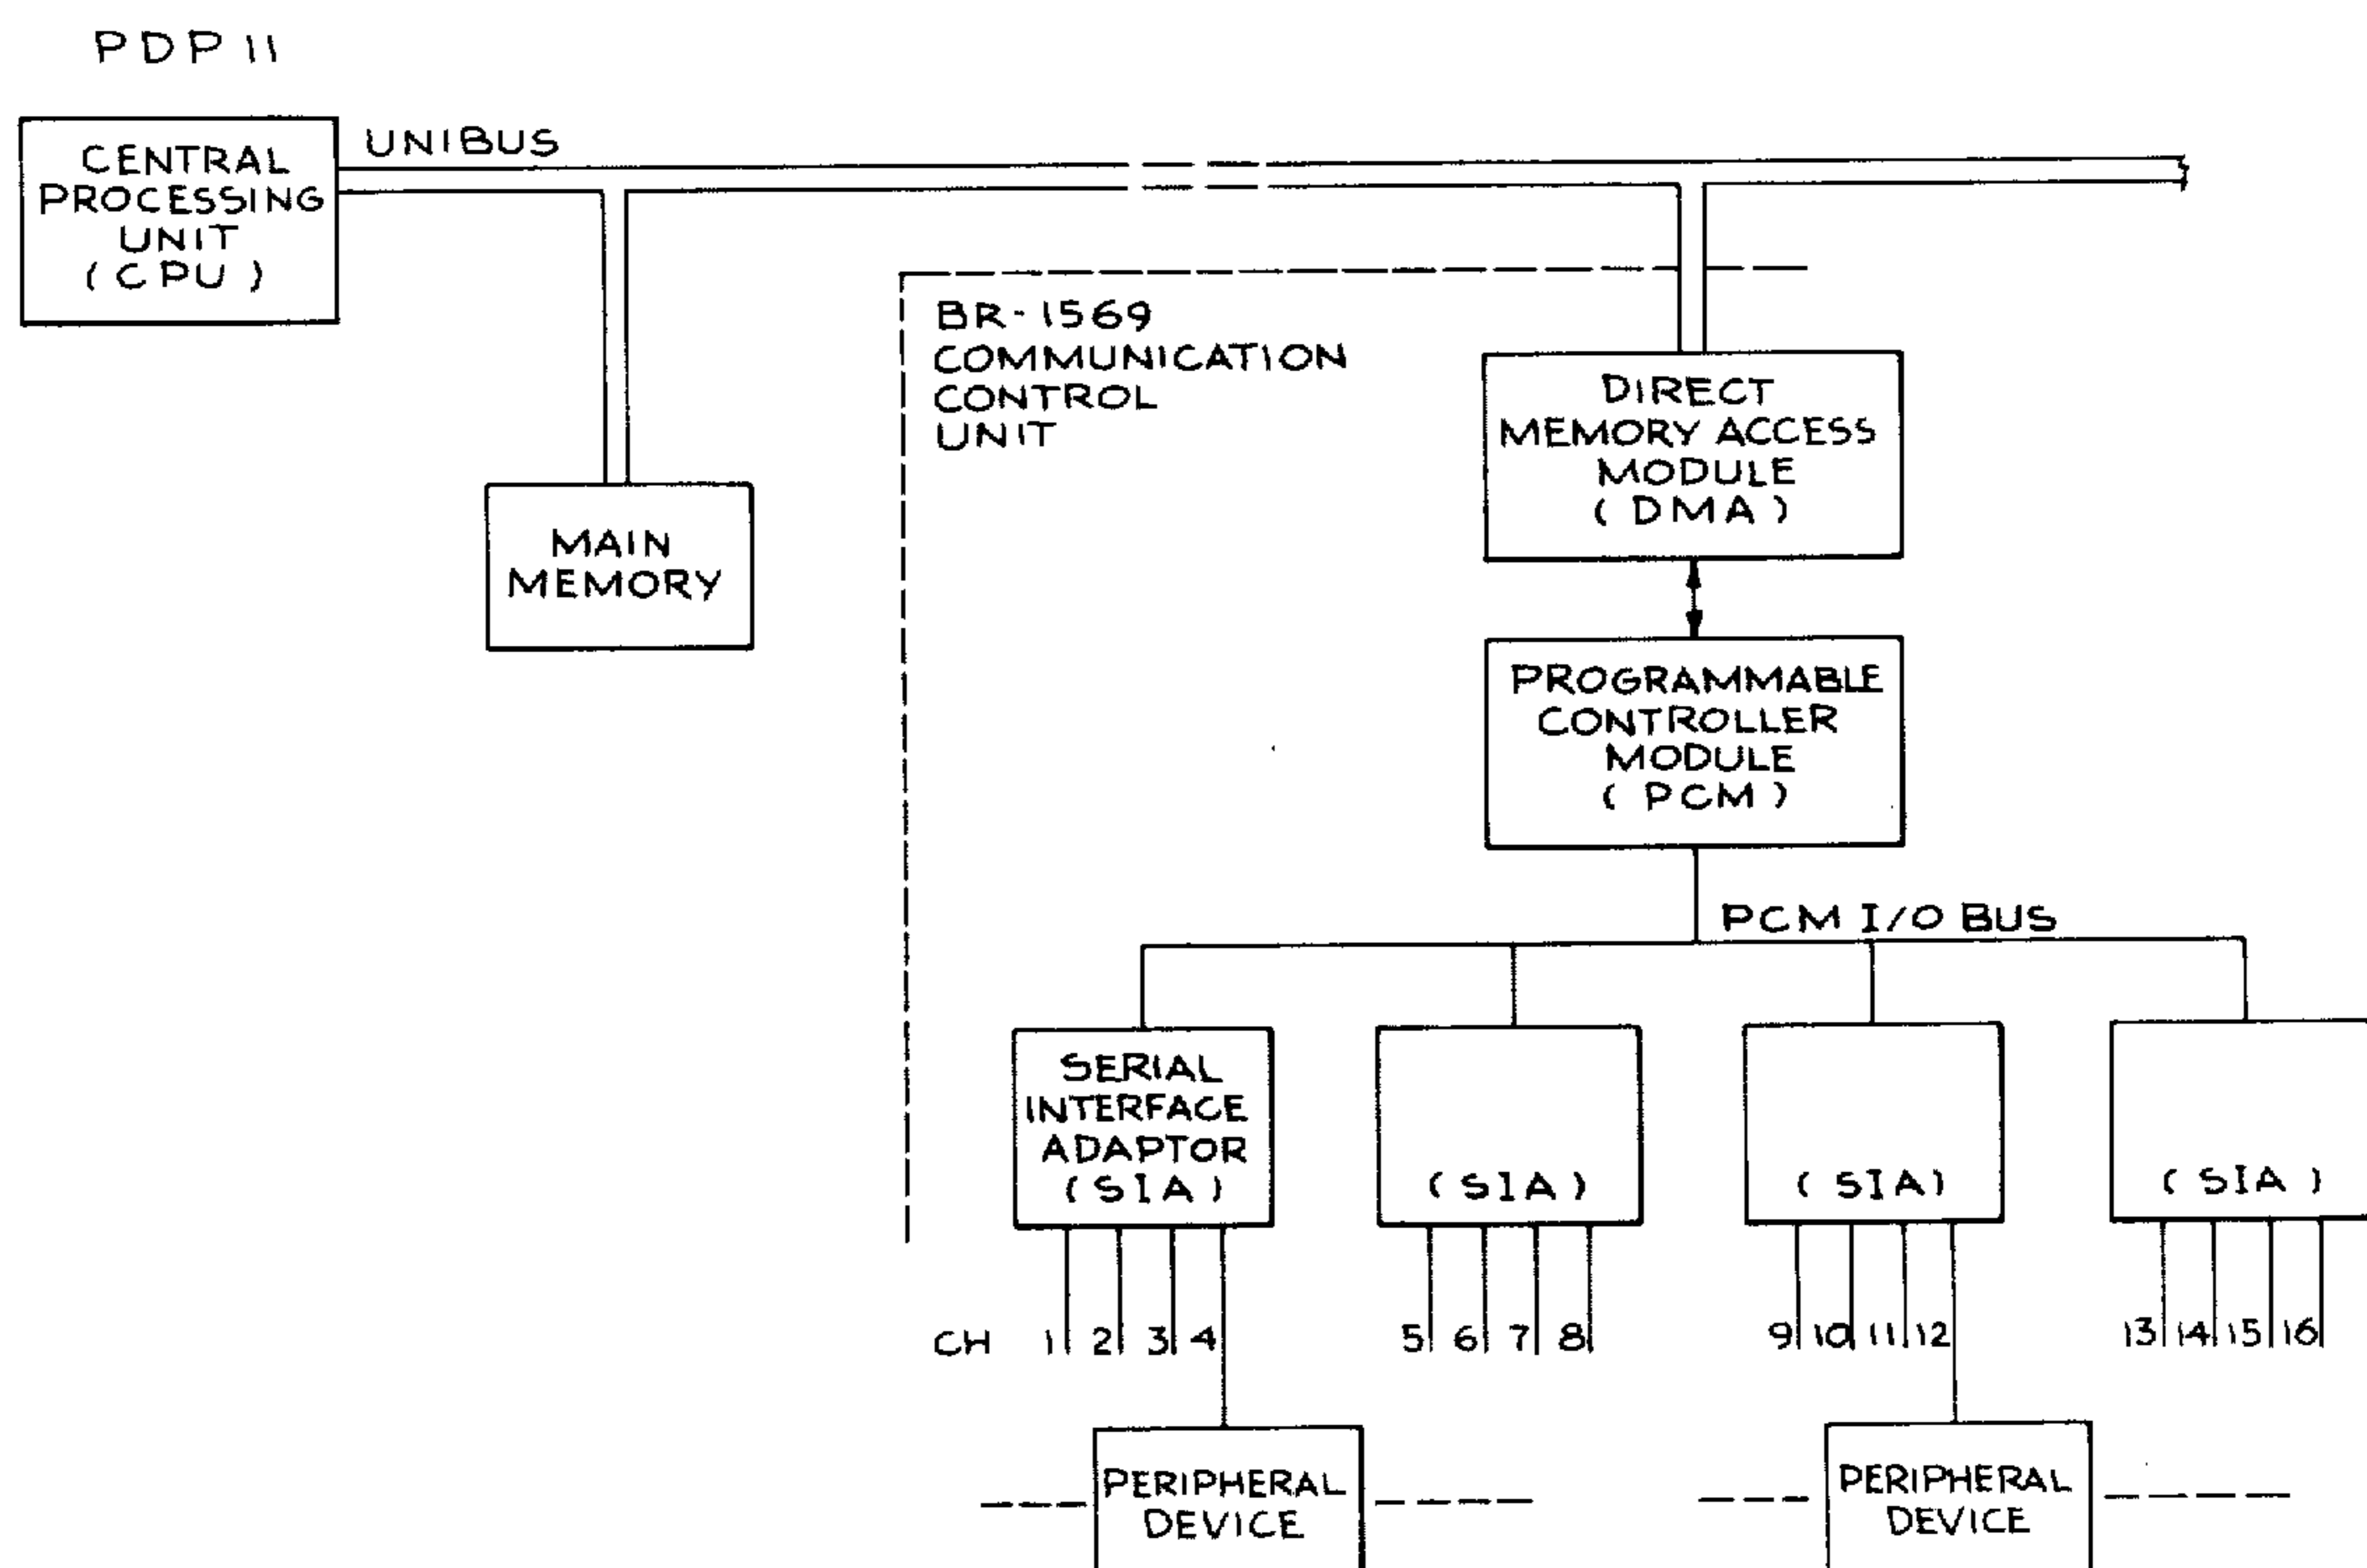 PDP 11
CENTRAL
PROCESSING
UNIT
(CPU)
UNIBUS
MAIN
MEMORY
BR-1569
COMMUNICATION
CONTROL
UNIT
DIRECT
MEMORY ACCESS
MODULE
(DMA)
PROGRAMMABLE
CONTROLLER
MODULE
(PCM)
PCM I/O BUS
SERIAL
INTERFACE
ADAPTOR
(SIA)
(SIA)
(SIA)
(SIA)
CH 1 2 3 4 5 6 7 8 9 10 11 12 13 14 15 16
PERIPHERAL
DEVICE
PERIPHERAL
DEVICE